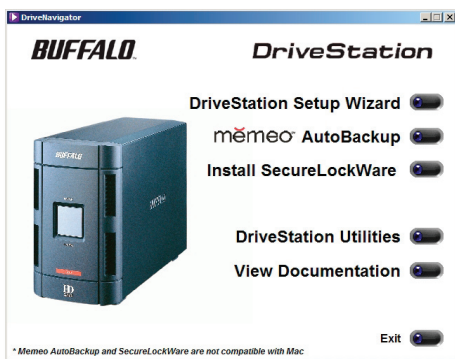 DriveNavigator
BUFFALO
DriveStation
DriveStation Setup Wizard
memeo AutoBackup
Install SecureLockWare
BUFFALO
DriveStation Utilities
View Documentation
Exit
* Memeo AutoBackup and SecureLockWare are not compatible with Mac